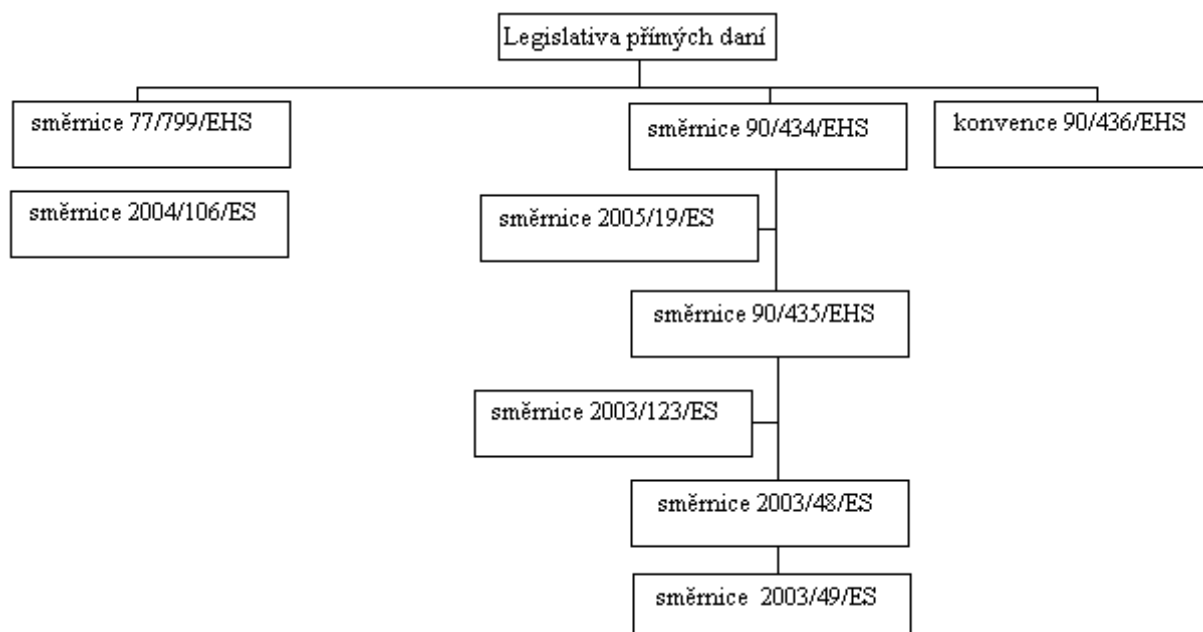 Legislativa přímých daní
směrnice 77/799/EHS
směrnice 90/434/EHS
konvence 90/436/EHS
směrnice 2004/106/ES
směrnice 2005/19/ES
směrnice 90/435/EHS
směrnice 2003/123/ES
směrnice 2003/48/ES
směrnice 2003/49/ES